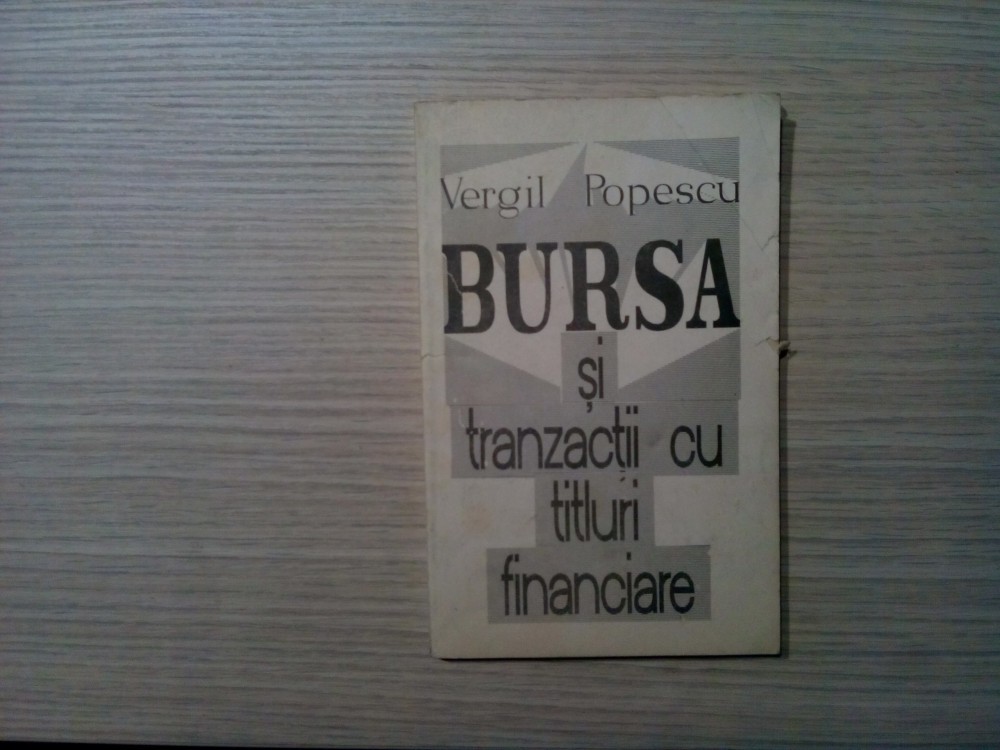 Vergil Popescu
BURSA
și
tranzacții cu
titluri
financiare